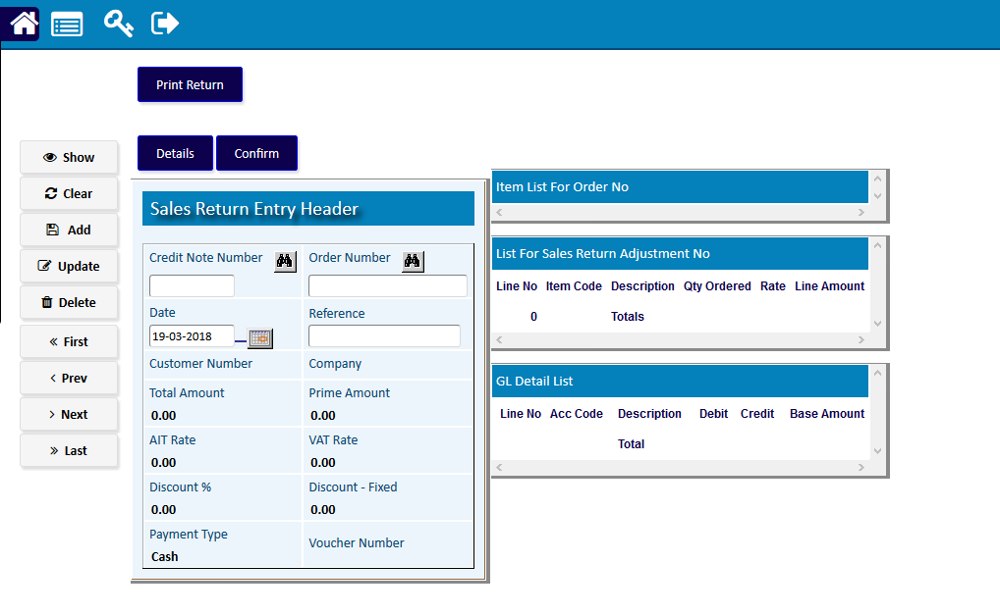 Print Return
Details Confirm
Show
Clear
Add
Update
Delete
First
Prev
Next
Last
Sales Return Entry Header
Credit Note Number Order Number
Date Reference
19-03-2018
Customer Number Company
Total Amount Prime Amount
0.00 0.00
AIT Rate VAT Rate
0.00 0.00
Discount % Discount - Fixed
0.00 0.00
Payment Type Voucher Number
Cash
Item List For Order No
List For Sales Return Adjustment No
Line No Item Code Description Qty Ordered Rate Line Amount
0 Totals
GL Detail List
Line No Acc Code Description Debit Credit Base Amount
Total